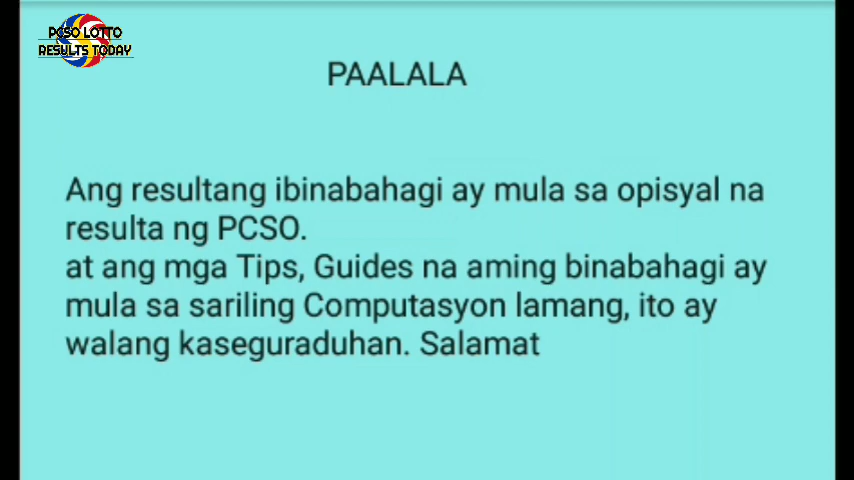 PCSO LOTTO
RESULTS TODAY
PAALALA
Ang resultang ibinabahagi ay mula sa opisyal na
resulta ng PCSO.
at ang mga Tips, Guides na aming binabahagi ay
mula sa sariling Computasyon lamang, ito ay
walang kaseguraduhan. Salamat